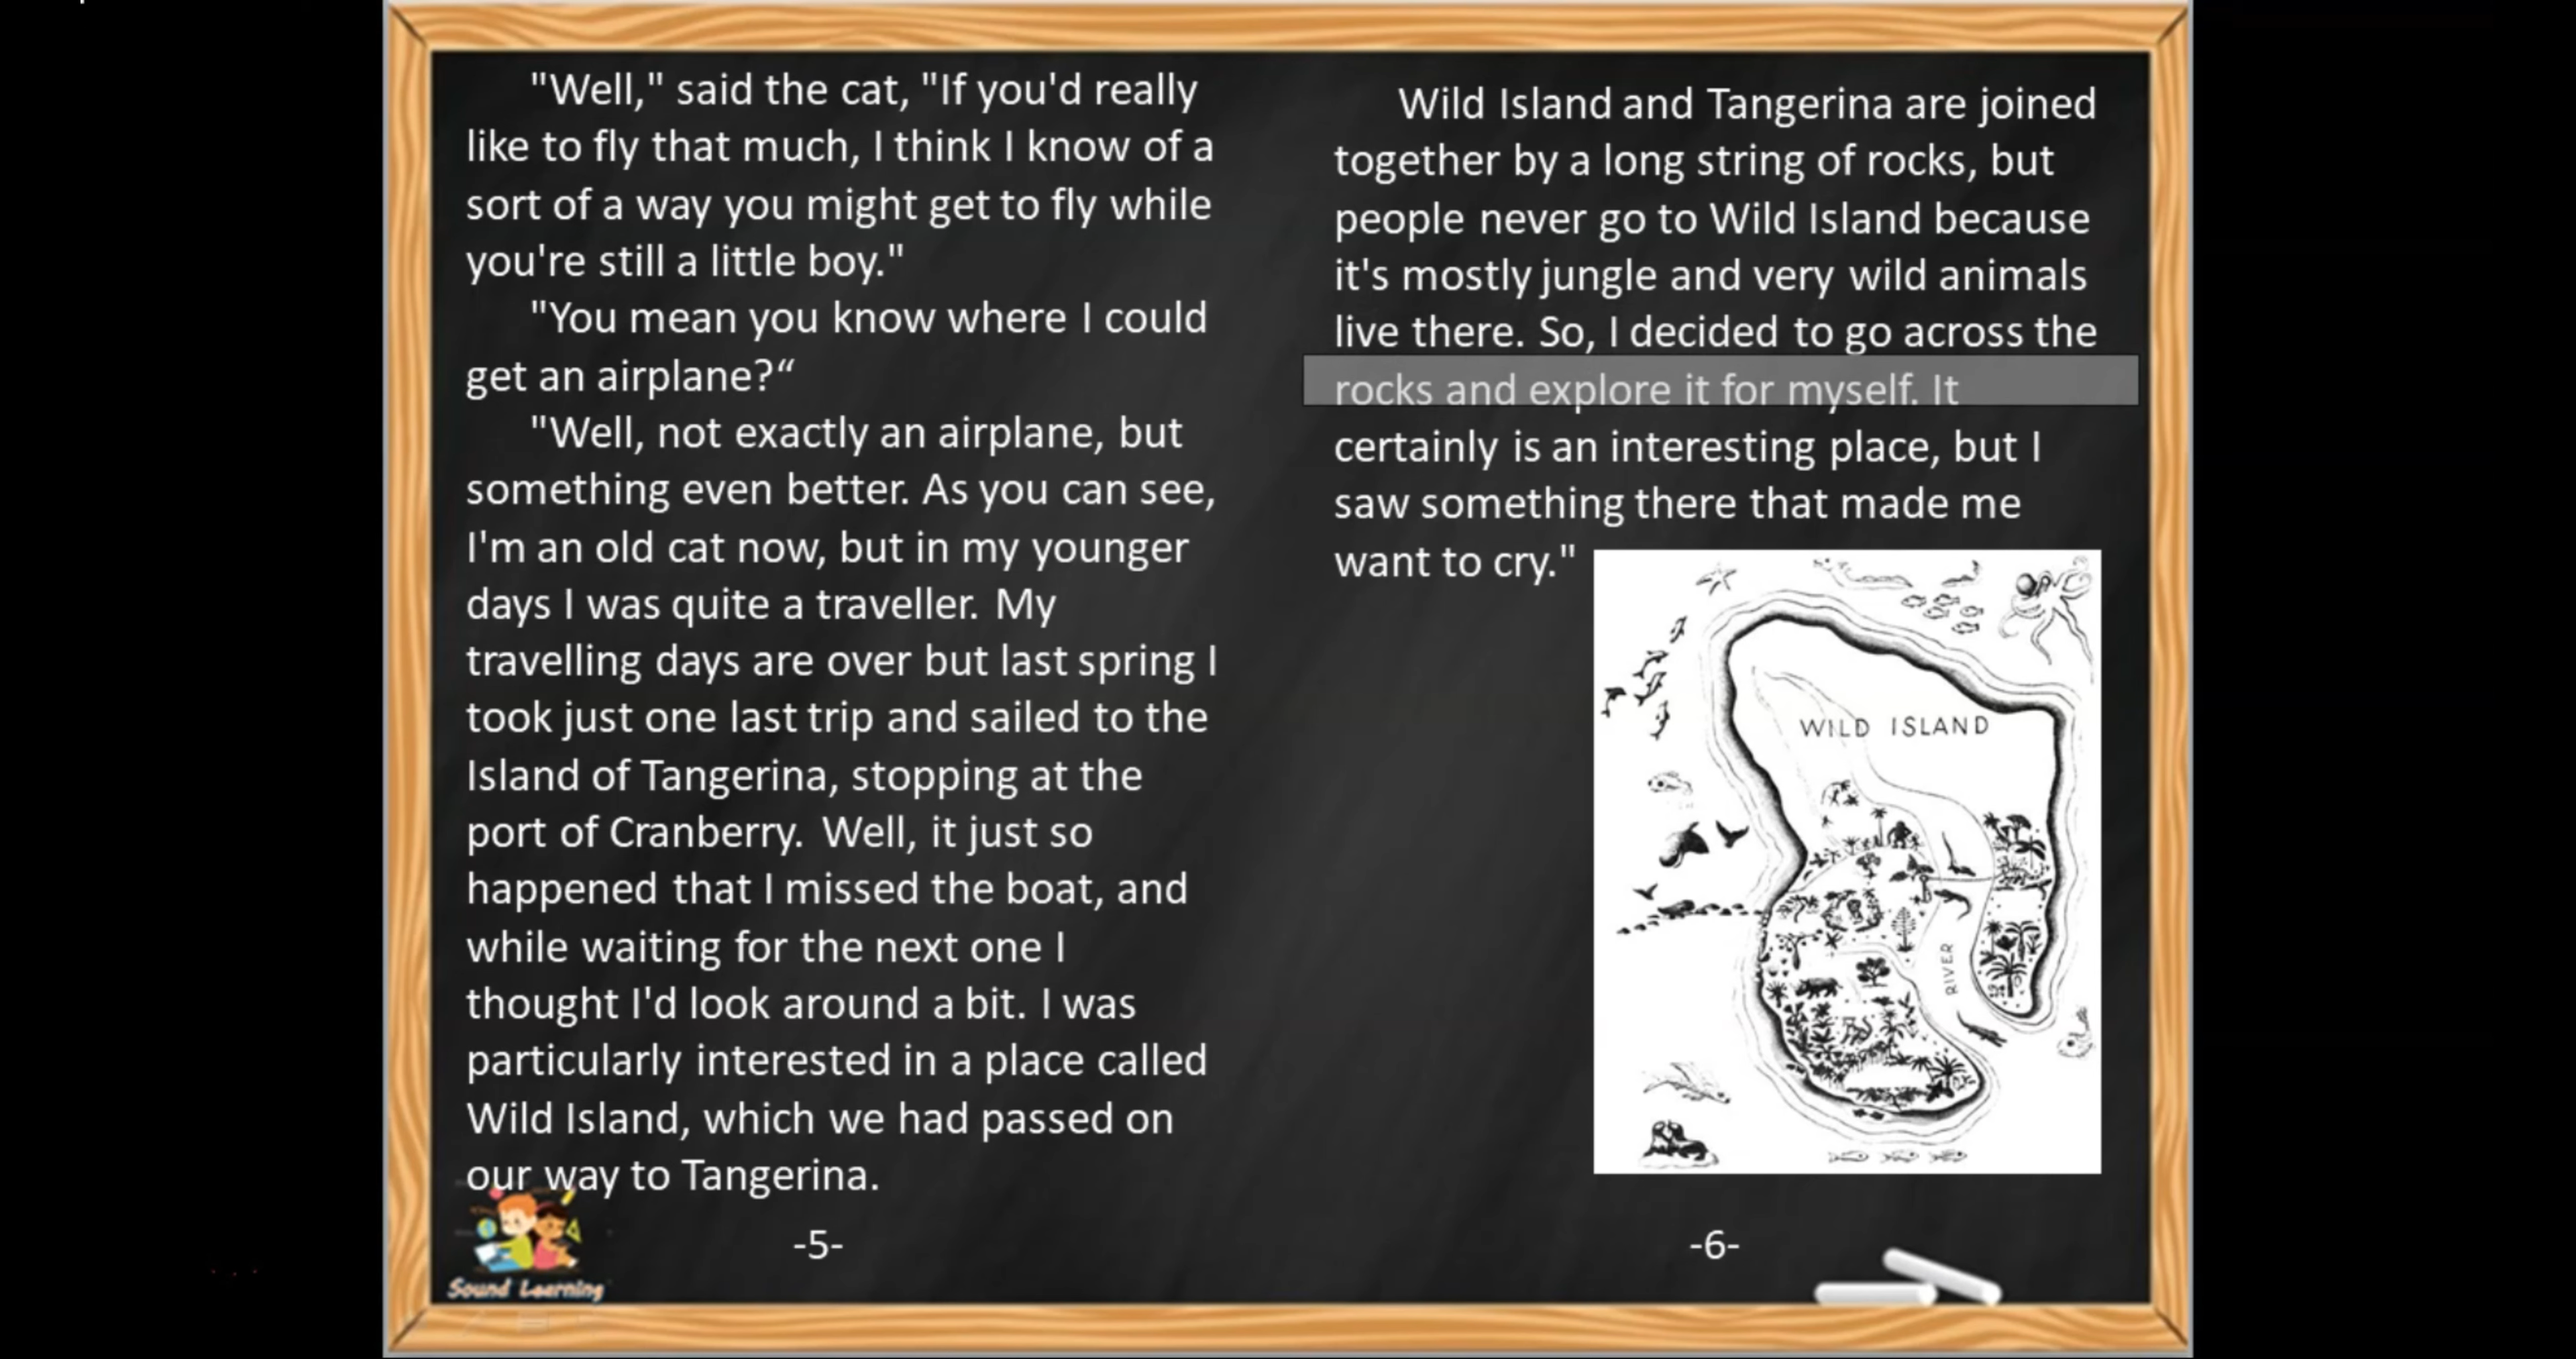 "Well," said the cat, "If you'd really
like to fly that much, I think I know of a
sort of a way you might get to fly while
you're still a little boy."
"You mean you know where I could
get an airplane?“
"Well, not exactly an airplane, but
something even better. As you can see,
I'm an old cat now, but in my younger
days I was quite a traveller. My
travelling days are over but last spring I
took just one last trip and sailed to the
Island of Tangerina, stopping at the
port of Cranberry. Well, it just so
happened that I missed the boat, and
while waiting for the next one I
thought I'd look around a bit. I was
particularly interested in a place called
Wild Island, which we had passed on
our way to Tangerina.
-5-
Sound Learning
Wild Island and Tangerina are joined
together by a long string of rocks, but
people never go to Wild Island because
it's mostly jungle and very wild animals
live there. So, I decided to go across the
rocks and explore it for myself. It
certainly is an interesting place, but I
saw something there that made me
want to cry."
WILD ISLAND
RIVER
-6-